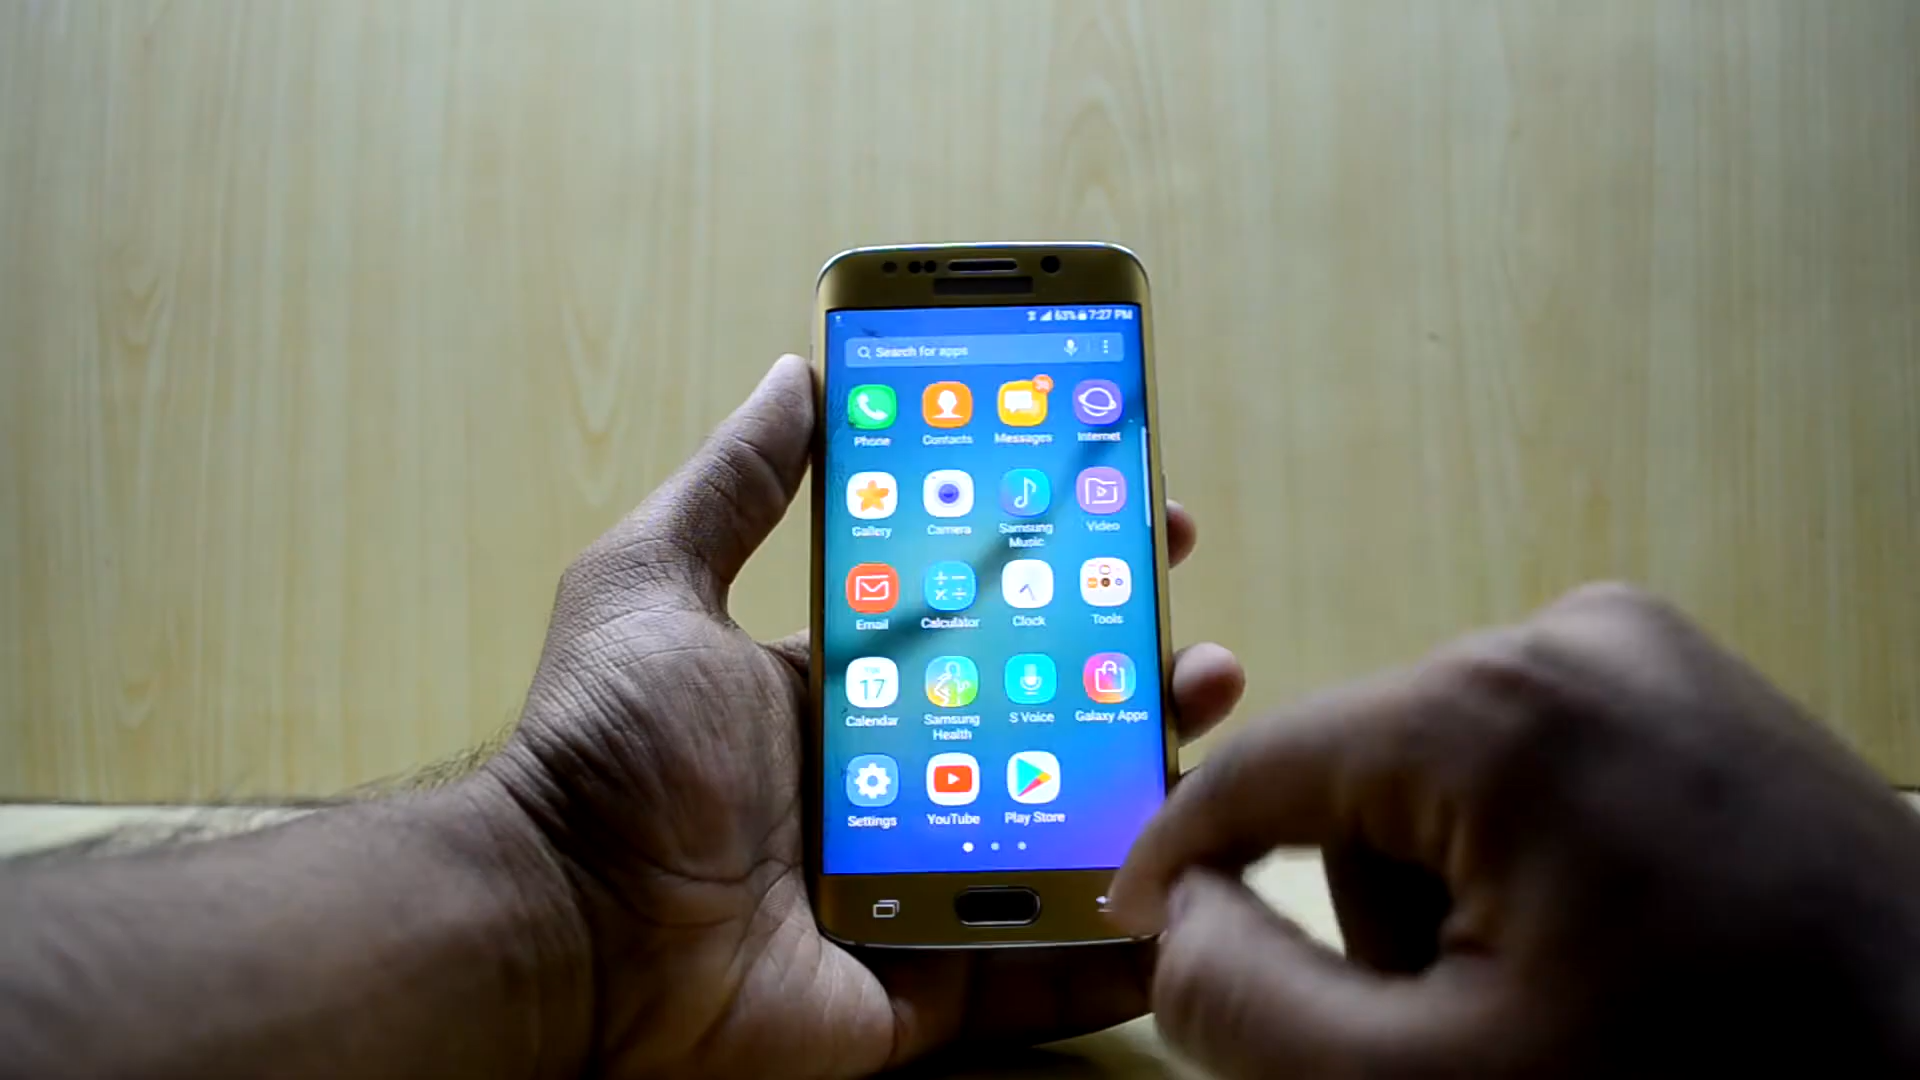 63% 7:27 PM
Search for apps
Phone Contacts Messages Internet
Gallery Camera Samsung Music Video
Email Calculator Clock Tools
17
Calendar Samsung Health S Voice Galaxy Apps
Settings YouTube Play Store